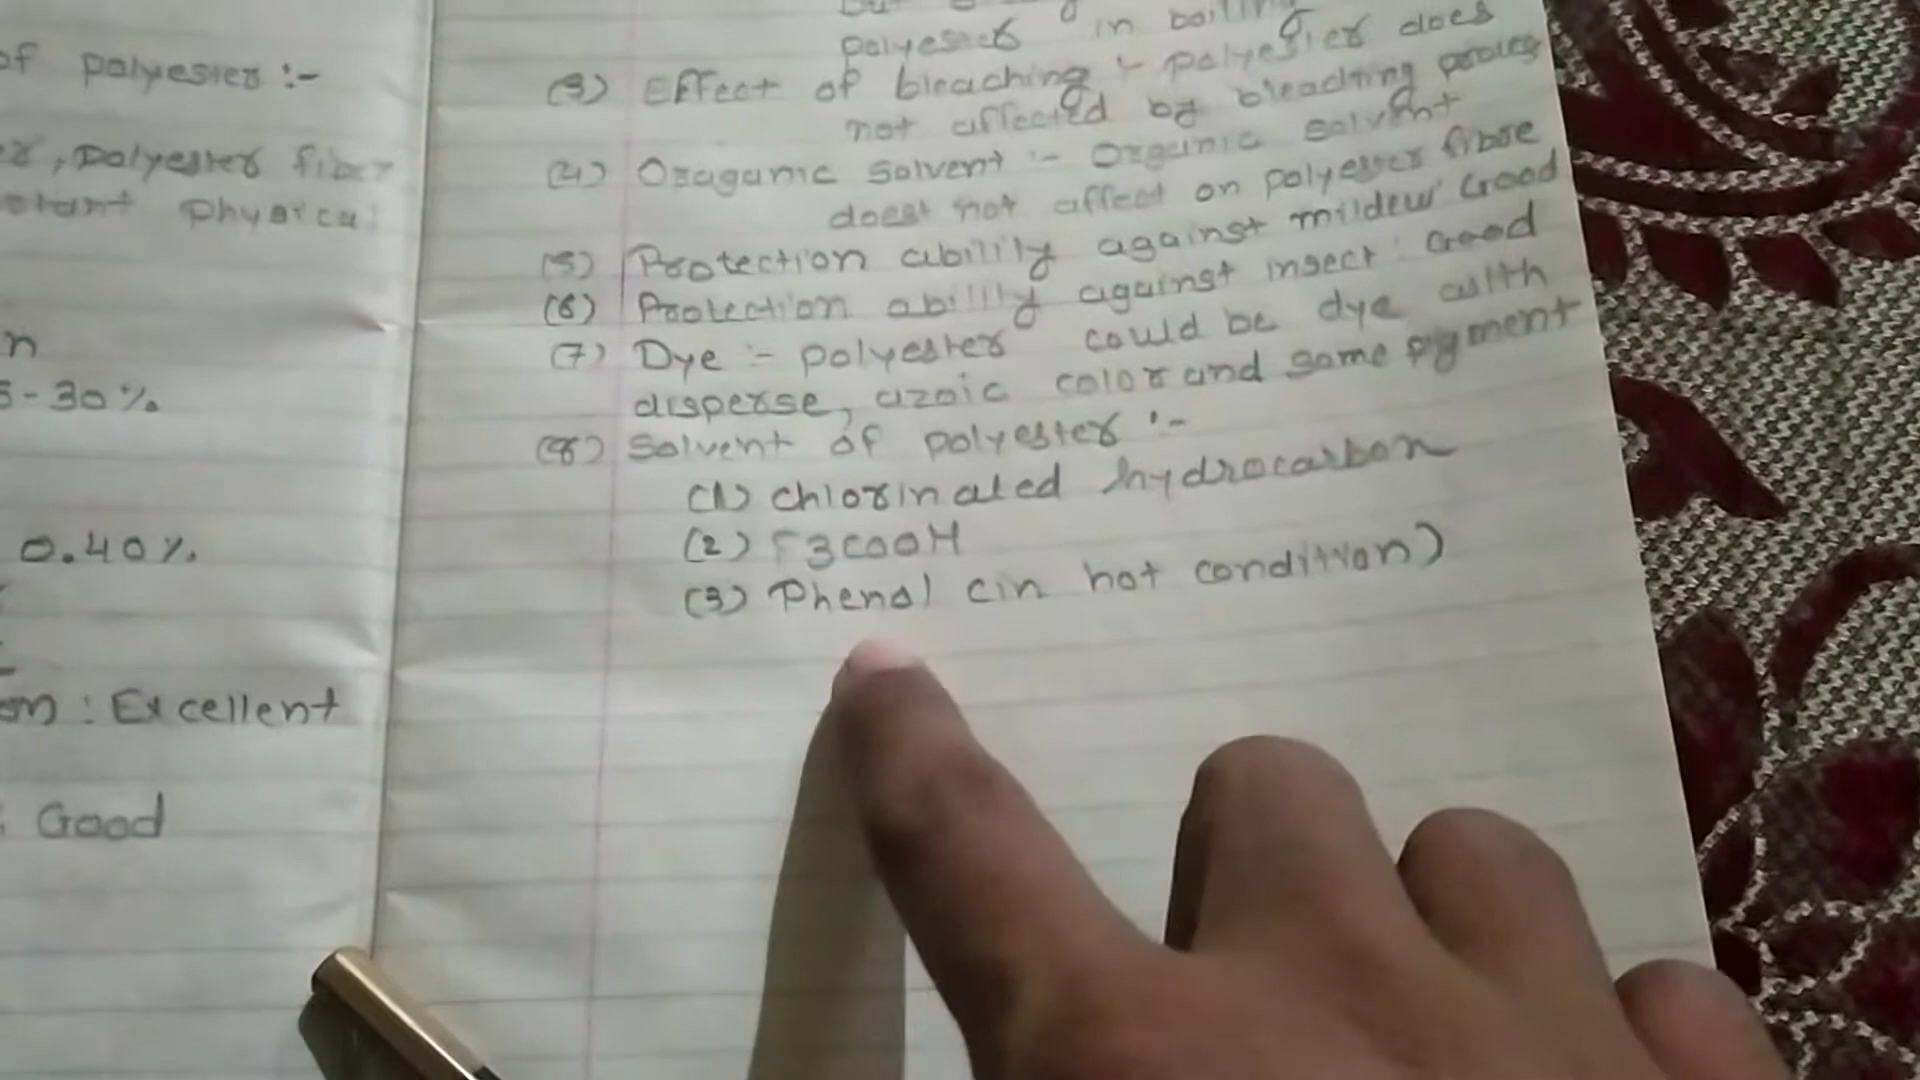 of polyester :-
polyester fiber
physical
n
5-30%
0.40%.
: Excellent
: Good
polyester in boiling
(3) Effect of bleaching :- polyester does
not affected by bleaching proces
(4) Oraganic solvent :- Organic solvent
does not affect on polyester fibre
(5) Protection ability against mildew Good
(6) Protection ability against insect : Good
(7) Dye :- polyester could be dye with
disperse, azoic color and some pigment
(8) Solvent of polyester :-
(1) chlorinated hydrocarbon
(2) F3COOH
(3) Phenol (in hot condition)